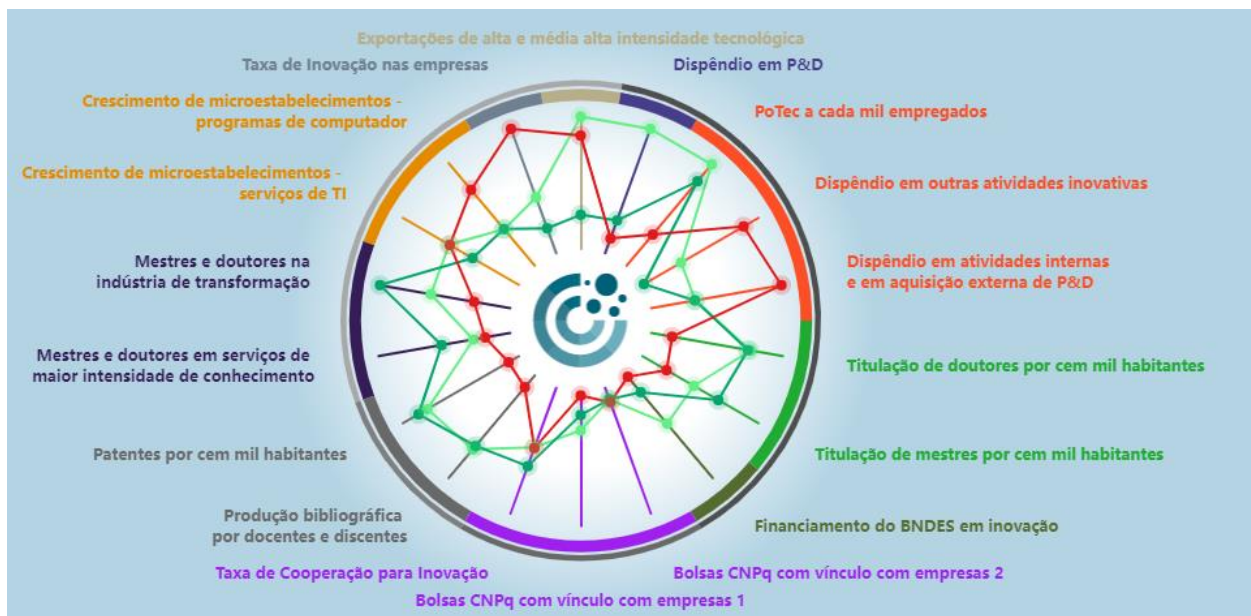 Exportações de alta e média alta intensidade tecnológica
Taxa de Inovação nas empresas
Dispêndio em P&D
Crescimento de microestabelecimentos -
programas de computador
PoTec a cada mil empregados
Crescimento de microestabelecimentos -
serviços de TI
Dispêndio em outras atividades inovativas
Mestres e doutores na
indústria de transformação
Dispêndio em atividades internas
e em aquisição externa de P&D
Mestres e doutores em serviços de
maior intensidade de conhecimento
Titulação de doutores por cem mil habitantes
Patentes por cem mil habitantes
Titulação de mestres por cem mil habitantes
Produção bibliográfica
por docentes e discentes
Financiamento do BNDES em inovação
Taxa de Cooperação para Inovação
Bolsas CNPq com vínculo com empresas 2
Bolsas CNPq com vínculo com empresas 1